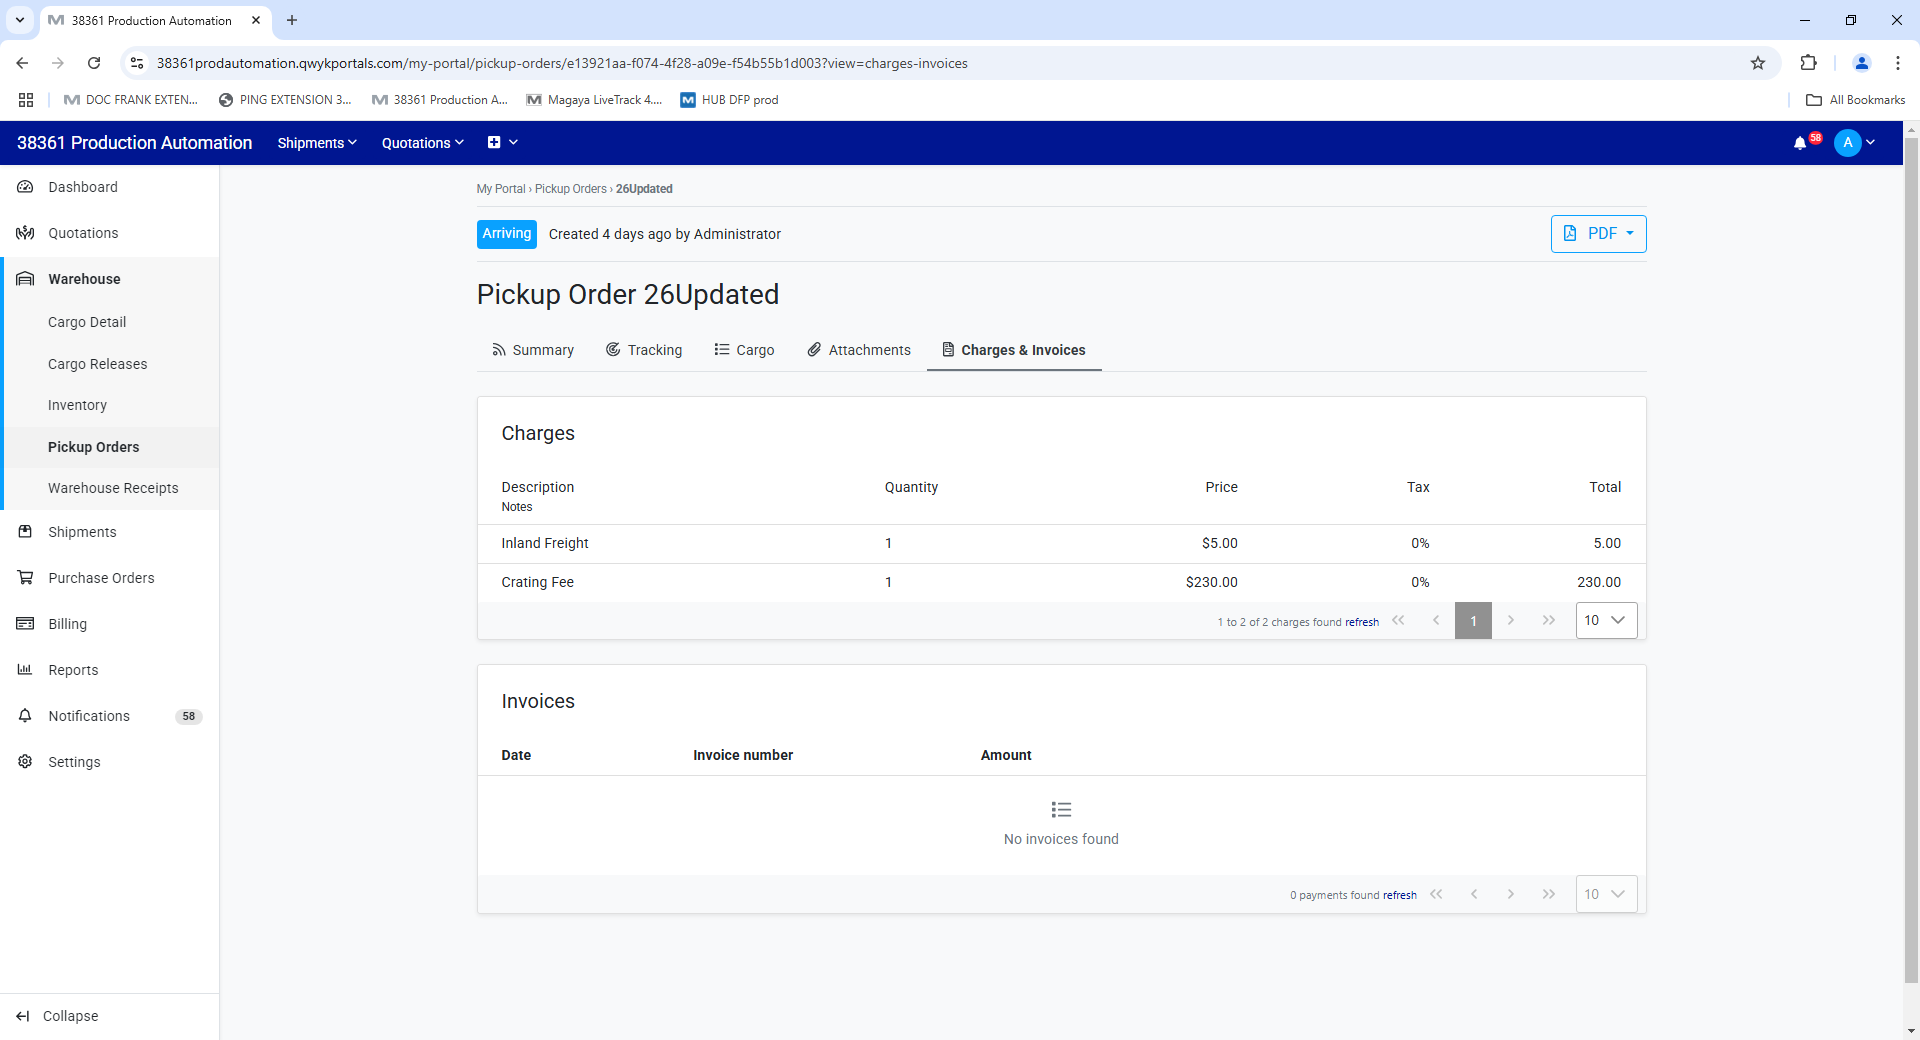 38361 Production Automation
38361prodautomation.qwykportals.com/my-portal/pickup-orders/e13921aa-f074-4f28-a09e-f54b55b1d003?view=charges-invoices
DOC FRANK EXTEN...
PING EXTENSION 3...
38361 Production A...
Magaya LiveTrack 4....
HUB DFP prod
All Bookmarks
38361 Production Automation
Shipments
Quotations
58
A
Dashboard
Quotations
Warehouse
Cargo Detail
Cargo Releases
Inventory
Pickup Orders
Warehouse Receipts
Shipments
Purchase Orders
Billing
Reports
Notifications 58
Settings
Collapse
My Portal › Pickup Orders › 26Updated
Arriving Created 4 days ago by Administrator
PDF
Pickup Order 26Updated
Summary Tracking Cargo Attachments Charges & Invoices
Charges
Description Quantity Price Tax Total
Notes
Inland Freight 1 $5.00 0% 5.00
Crating Fee 1 $230.00 0% 230.00
1 to 2 of 2 charges found refresh 1 10
Invoices
Date Invoice number Amount
No invoices found
0 payments found refresh 10